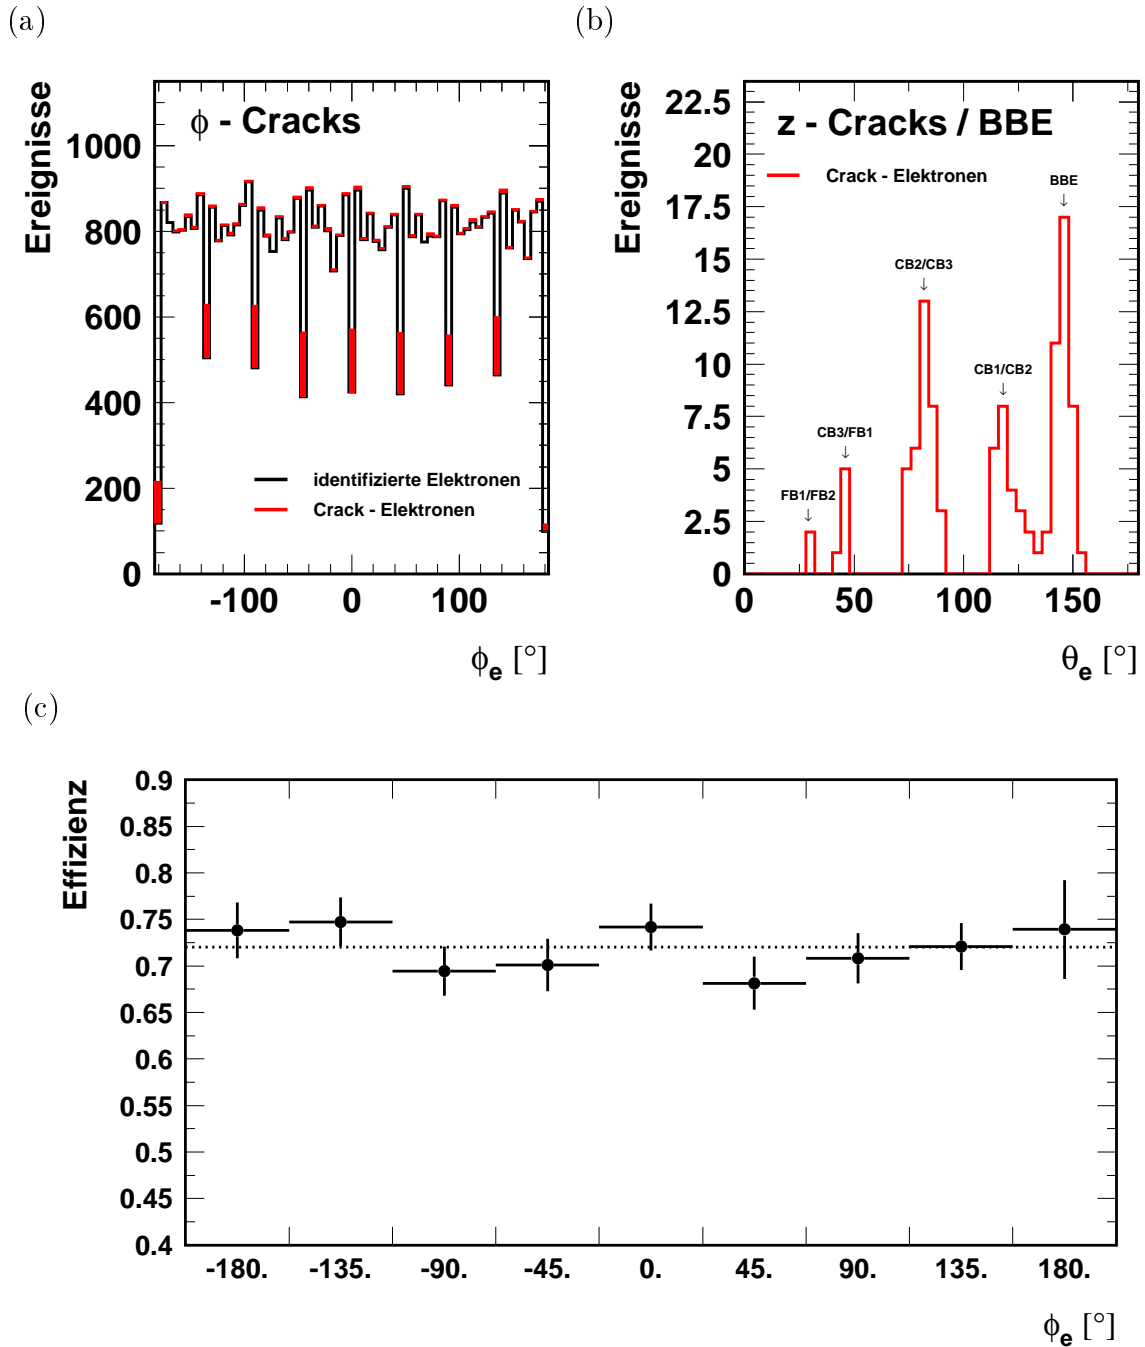 (a)
Ereignisse
ϕ - Cracks
1000
800
600
400
200
0
identifizierte Elektronen
Crack - Elektronen
-100 0 100
ϕe [°]
(b)
Ereignisse
z - Cracks / BBE
Crack - Elektronen
22.5
20
17.5
15
12.5
10
7.5
5
2.5
0
BBE
CB2/CB3
CB1/CB2
CB3/FB1
FB1/FB2
0 50 100 150
θe [°]
(c)
Effizienz
0.9
0.85
0.8
0.75
0.7
0.65
0.6
0.55
0.5
0.45
0.4
-180. -135. -90. -45. 0. 45. 90. 135. 180.
ϕe [°]